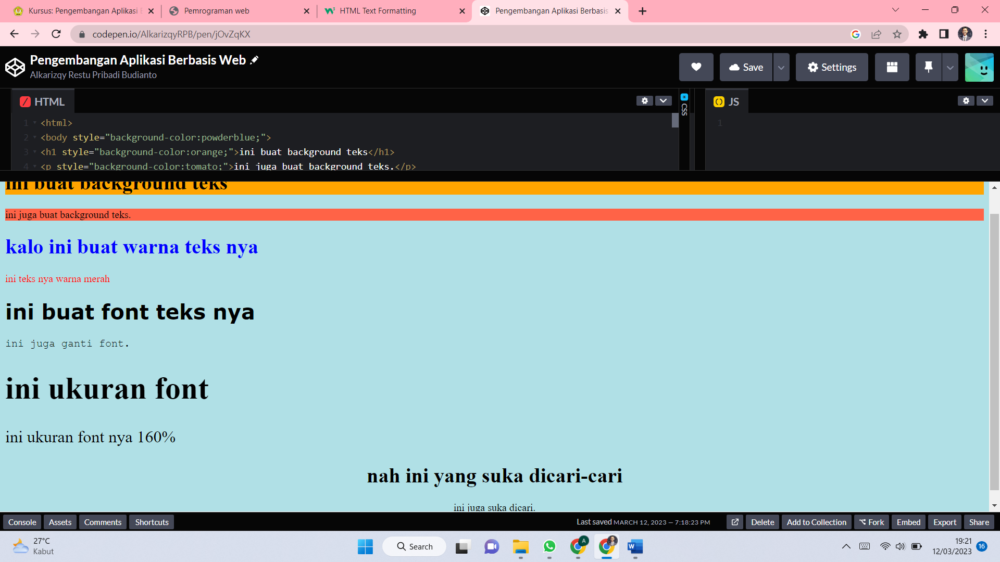 Kursus: Pengembangan Aplikasi
Pemrograman web
HTML Text Formatting
Pengembangan Aplikasi Berbasis
codepen.io/AlkarizqyRPB/pen/jOvZqKX
Pengembangan Aplikasi Berbasis Web
Alkarizqy Restu Pribadi Budianto
Save
Settings
HTML
CSS
JS
1 <html>
2 <body style="background-color:powderblue;">
3 <h1 style="background-color:orange;">ini buat background teks</h1>
4 <p style="background-color:tomato;">ini juga buat background teks.</p>
1
ini buat background teks
ini juga buat background teks.
kalo ini buat warna teks nya
ini teks nya warna merah
ini buat font teks nya
ini juga ganti font.
ini ukuran font
ini ukuran font nya 160%
nah ini yang suka dicari-cari
ini juga suka dicari.
Console Assets Comments Shortcuts
Last saved MARCH 12, 2023 — 7:18:23 PM
Delete Add to Collection Fork Embed Export Share
27°C
Kabut
Search
A
W
19:21
12/03/2023
16